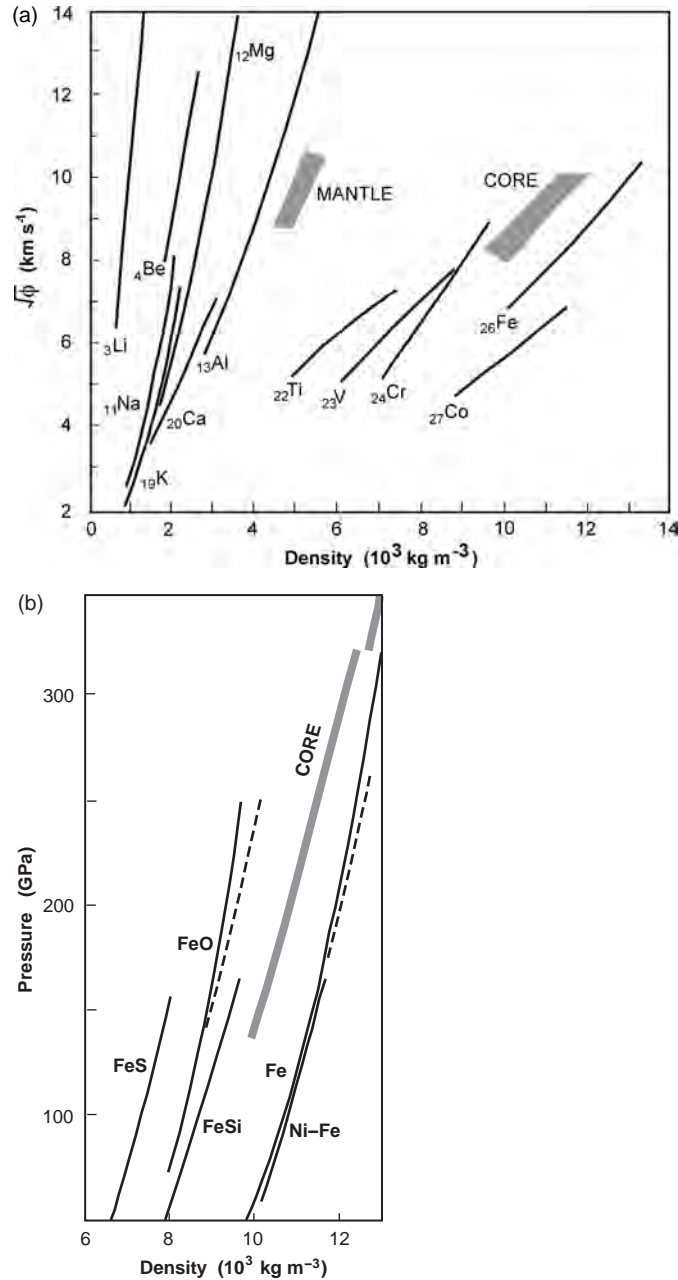 (a)
14
12
10
8
6
4
2
√ϕ (km s⁻¹)
₁₂Mg
MANTLE
CORE
₄Be
₃Li
₁₃Al
₂₆Fe
₂₂Ti
₂₃V
₂₄Cr
₂₇Co
₁₁Na
₂₀Ca
₁₉K
0 2 4 6 8 10 12 14
Density (10³ kg m⁻³)
(b)
300
200
100
Pressure (GPa)
CORE
FeO
FeS
Fe
FeSi
Ni–Fe
6 8 10 12
Density (10³ kg m⁻³)